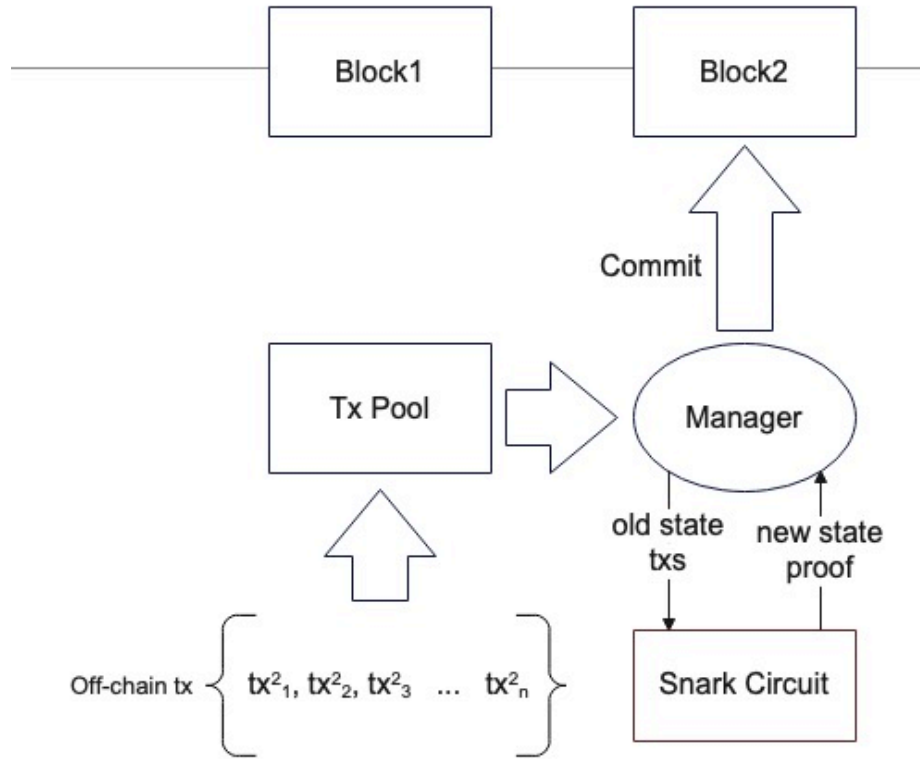 Block1
Block2
Commit
Tx Pool
Manager
old state
txs
new state
proof
Off-chain tx
tx²₁, tx²₂, tx²₃ ... tx²ₙ
Snark Circuit